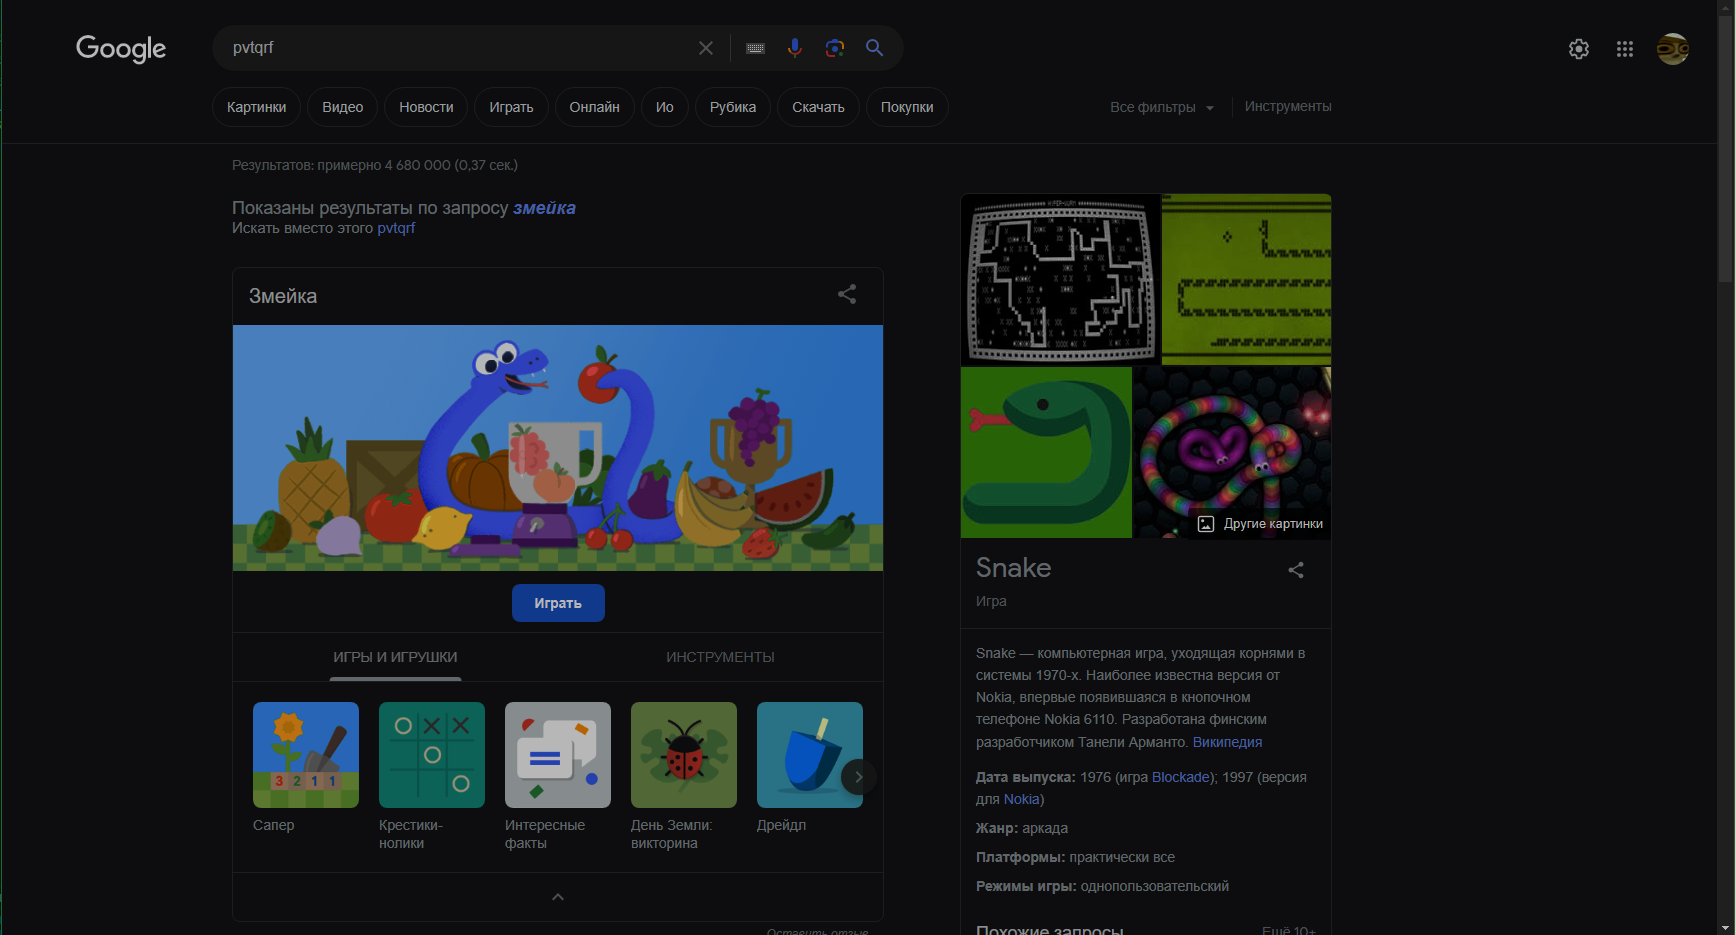 Google
pvtqrf
Картинки
Видео
Новости
Играть
Онлайн
Ио
Рубика
Скачать
Покупки
Все фильтры
Инструменты
Результатов: примерно 4 680 000 (0,37 сек.)
Показаны результаты по запросу змейка
Искать вместо этого pvtqrf
Змейка
Играть
ИГРЫ И ИГРУШКИ
ИНСТРУМЕНТЫ
3 2 1 1
Сапер
Крестики-
нолики
Интересные
факты
День Земли:
викторина
Дрейдл
Оставить отзыв
Другие картинки
Snake
Игра
Snake — компьютерная игра, уходящая корнями в
системы 1970-х. Наиболее известна версия от
Nokia, впервые появившаяся в кнопочном
телефоне Nokia 6110. Разработана финским
разработчиком Танели Арманто. Википедия
Дата выпуска: 1976 (игра Blockade); 1997 (версия
для Nokia)
Жанр: аркада
Платформы: практически все
Режимы игры: однопользовательский
Похожие запросы
Ещё 10+